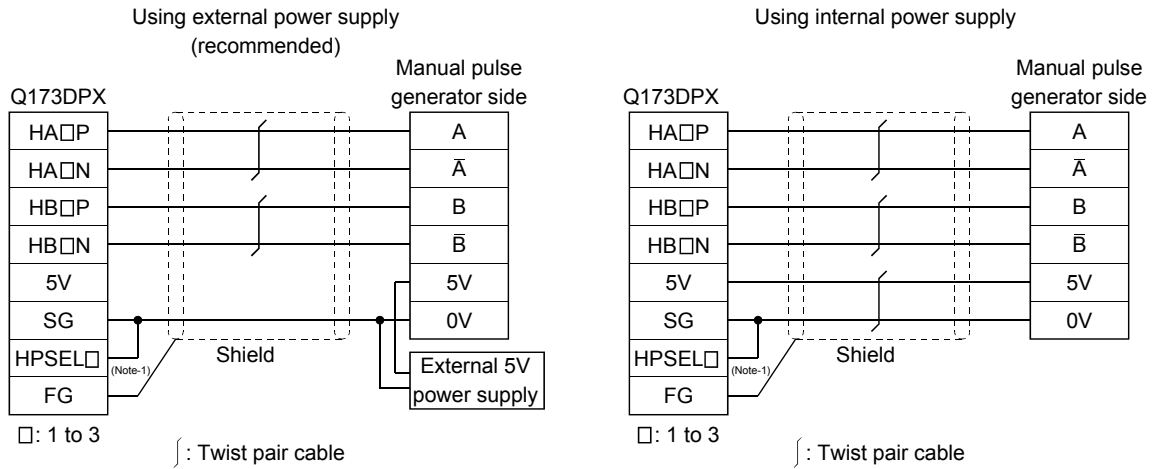 Using external power supply
(recommended)
Manual pulse
generator side
Q173DPX
HA□P
HA□N
HB□P
HB□N
5V
SG
HPSEL□
FG
A
A̅
B
B̅
5V
0V
(Note-1)
Shield
External 5V
power supply
□: 1 to 3
⌠: Twist pair cable
Using internal power supply
Manual pulse
generator side
Q173DPX
HA□P
HA□N
HB□P
HB□N
5V
SG
HPSEL□
FG
A
A̅
B
B̅
5V
0V
(Note-1)
Shield
□: 1 to 3
⌠: Twist pair cable